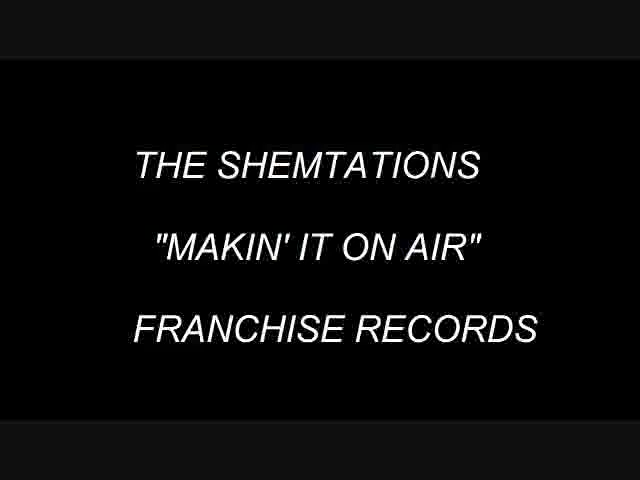 THE SHEMTATIONS
"MAKIN' IT ON AIR"
FRANCHISE RECORDS